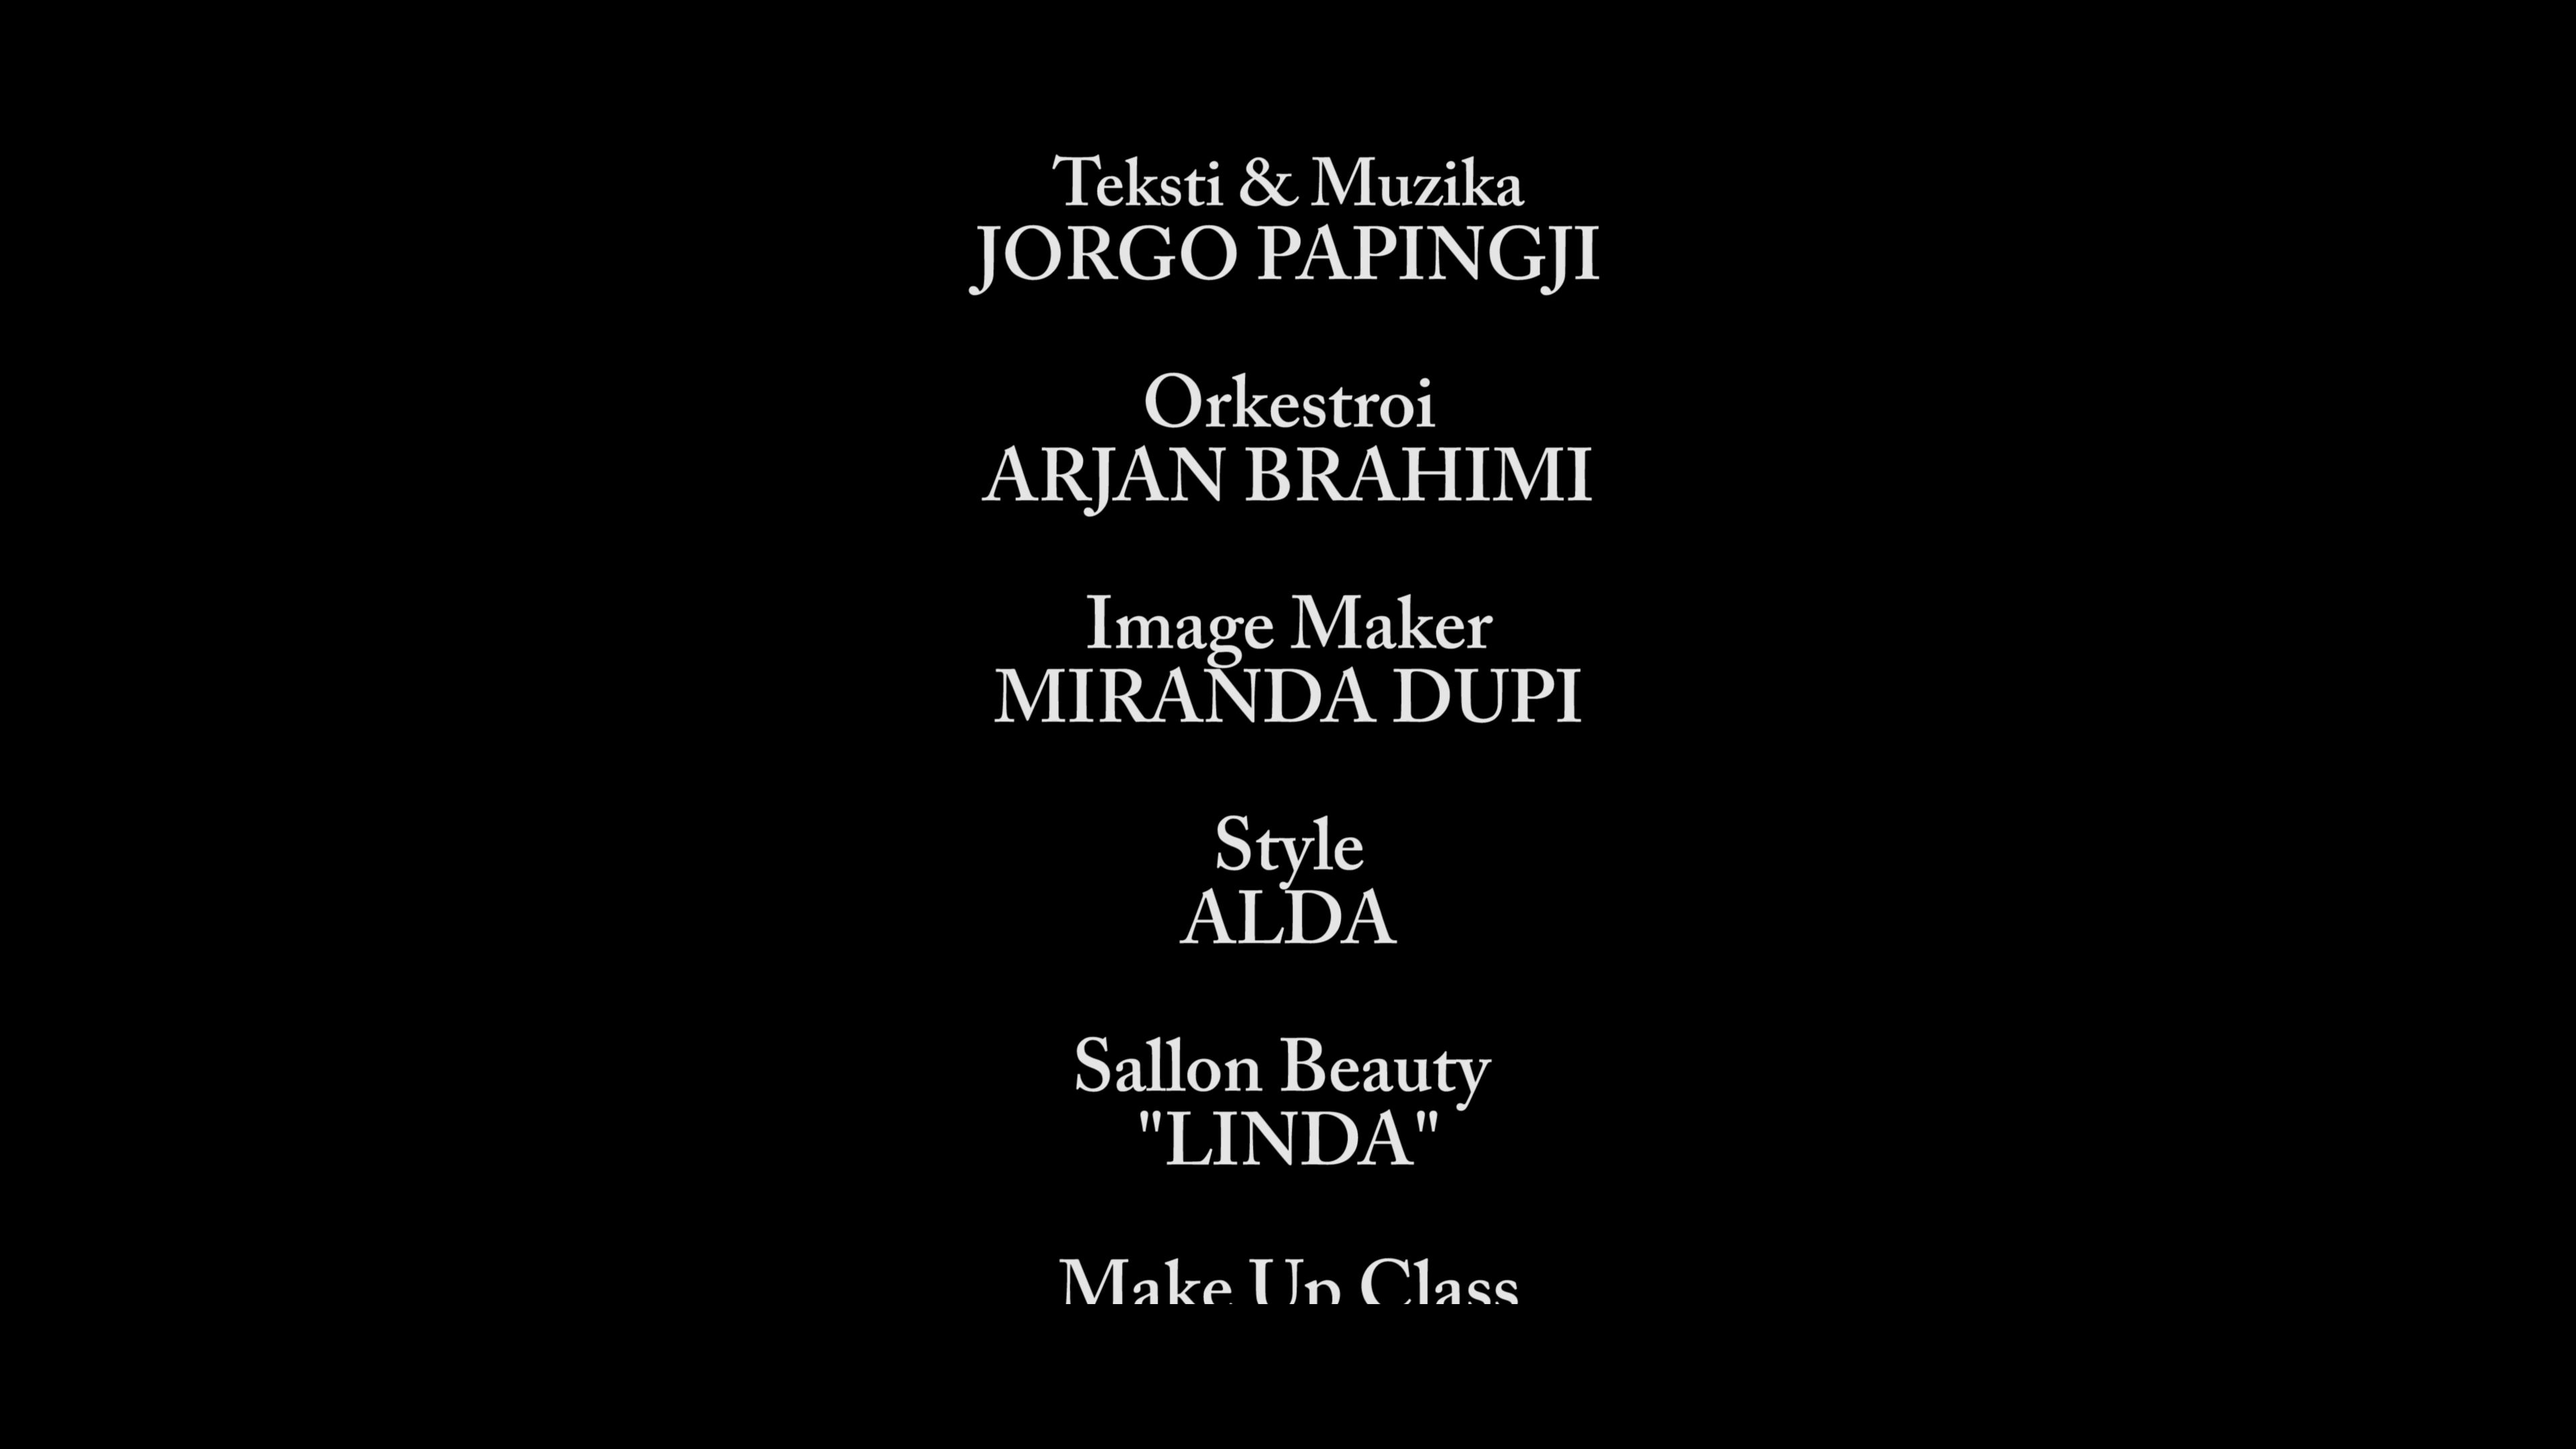 Teksti & Muzika
JORGO PAPINGJI
Orkestroi
ARJAN BRAHIMI
Image Maker
MIRANDA DUPI
Style
ALDA
Sallon Beauty
"LINDA"
Make Up Class